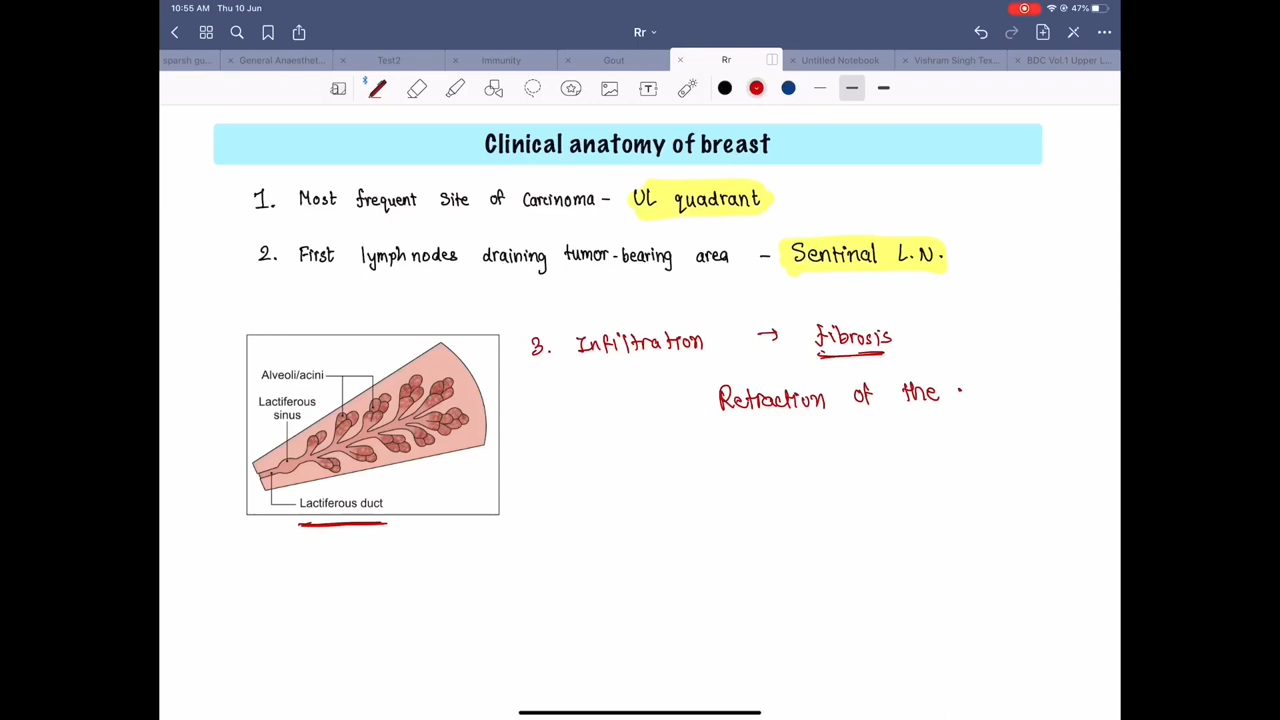 10:55 AM Thu 10 Jun
47%
Rr
sparsh gu...
General Anaesthet...
Test2
Immunity
Gout
Rr
Untitled Notebook
Vishram Singh Tex...
BDC Vol.1 Upper L...
Clinical anatomy of breast
1. Most frequent Site of Carcinoma - UL quadrant
2. First lymph nodes draining tumor-bearing area - Sentinal L.N.
3. Infiltration → fibrosis
Retraction of the
Alveoli/acini
Lactiferous
sinus
Lactiferous duct